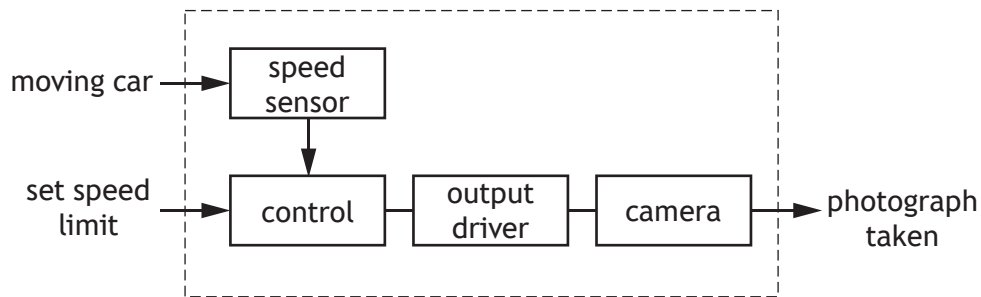 speed
sensor
moving car
set speed
limit
control
output
driver
camera
photograph
taken